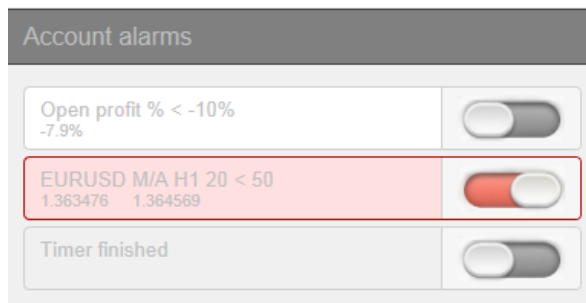 Account alarms
Open profit % < -10%
-7.9%
EURUSD M/A H1 20 < 50
1.363476 1.364569
Timer finished